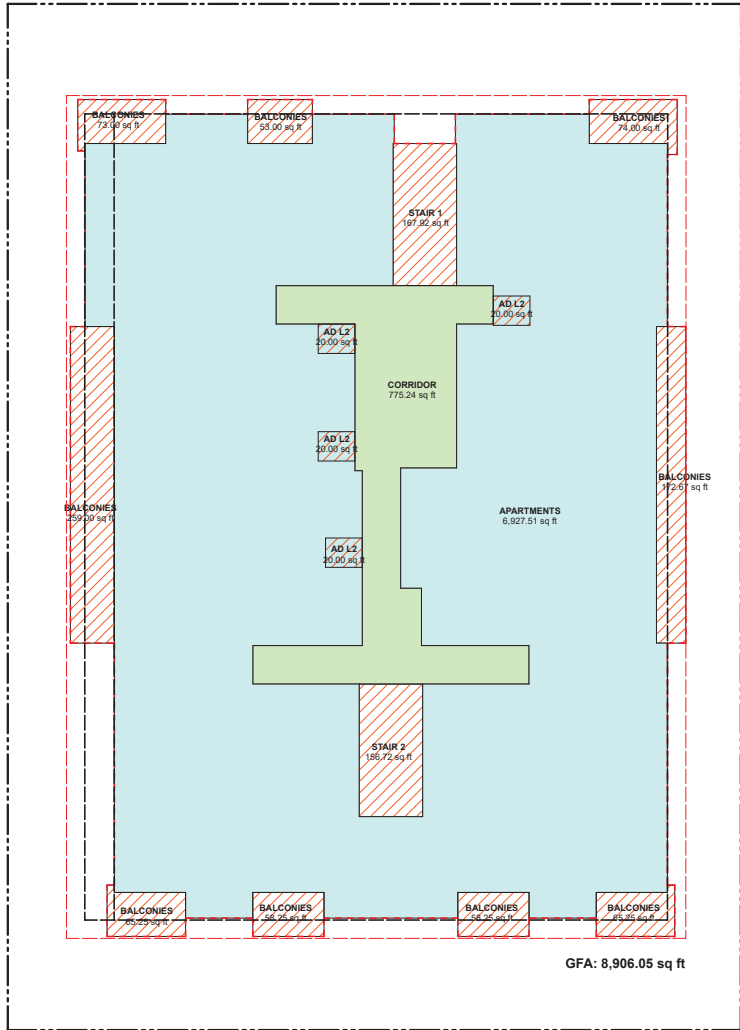 BALCONIES
73.00 sq ft
BALCONIES
53.00 sq ft
BALCONIES
74.00 sq ft
STAIR 1
167.92 sq ft
AD L2
20.00 sq ft
AD L2
20.00 sq ft
CORRIDOR
775.24 sq ft
AD L2
20.00 sq ft
BALCONIES
259.00 sq ft
BALCONIES
172.67 sq ft
APARTMENTS
6,927.51 sq ft
AD L2
20.00 sq ft
STAIR 2
156.72 sq ft
BALCONIES
65.25 sq ft
BALCONIES
58.25 sq ft
BALCONIES
58.25 sq ft
BALCONIES
65.25 sq ft
GFA: 8,906.05 sq ft